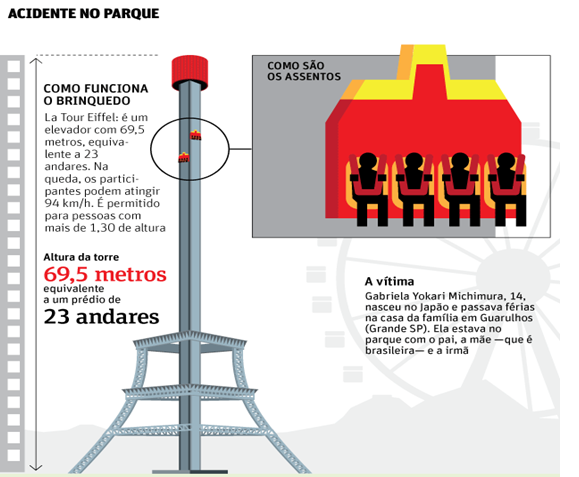 ACIDENTE NO PARQUE
COMO FUNCIONA
O BRINQUEDO
La Tour Eiffel: é um
elevador com 69,5
metros, equiva-
lente a 23
andares. Na
queda, os partici-
pantes podem atingir
94 km/h. É permitido
para pessoas com
mais de 1,30 de altura
Altura da torre
69,5 metros
equivalente
a um prédio de
23 andares
COMO SÃO
OS ASSENTOS
A vítima
Gabriela Yokari Michimura, 14,
nasceu no Japão e passava férias
na casa da família em Guarulhos
(Grande SP). Ela estava no
parque com o pai, a mãe —que é
brasileira— e a irmã